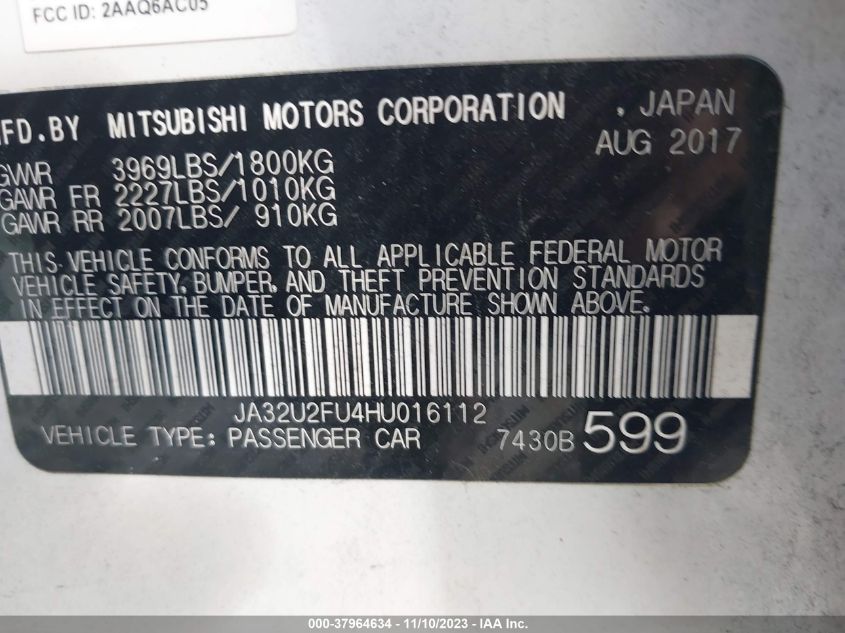 FCC ID: 2AAQ6AC05
MFD.BY MITSUBISHI MOTORS CORPORATION . JAPAN
AUG 2017
GWR 3969LBS/1800KG
GAWR FR 2227LBS/1010KG
GAWR RR 2007LBS/ 910KG
THIS VEHICLE CONFORMS TO ALL APPLICABLE FEDERAL MOTOR
VEHICLE SAFETY, BUMPER, AND THEFT PREVENTION STANDARDS
IN EFFECT ON THE DATE OF MANUFACTURE SHOWN ABOVE.
JA32U2FU4HU016112
VEHICLE TYPE: PASSENGER CAR 7430B 599
000-37964634 - 11/10/2023 - IAA Inc.